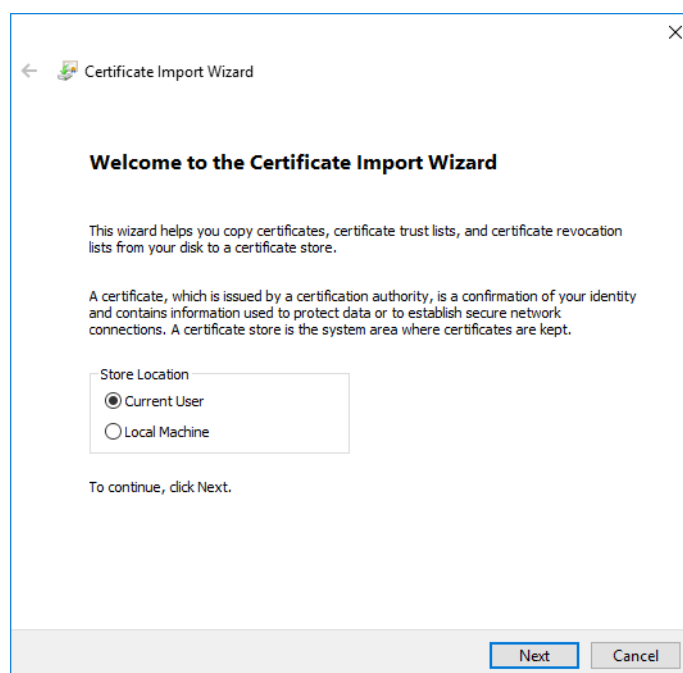 Certificate Import Wizard
Welcome to the Certificate Import Wizard
This wizard helps you copy certificates, certificate trust lists, and certificate revocation
lists from your disk to a certificate store.
A certificate, which is issued by a certification authority, is a confirmation of your identity
and contains information used to protect data or to establish secure network
connections. A certificate store is the system area where certificates are kept.
Store Location
Current User
Local Machine
To continue, click Next.
Next
Cancel